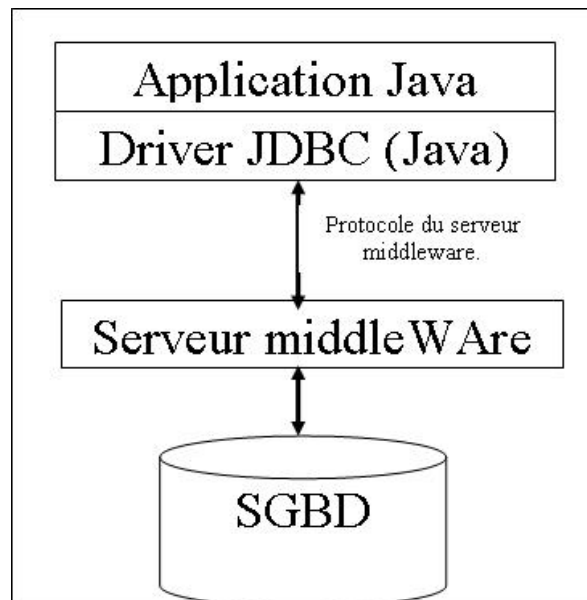 Application Java
Driver JDBC (Java)
Protocole du serveur
middleware.
Serveur middleWAre
SGBD